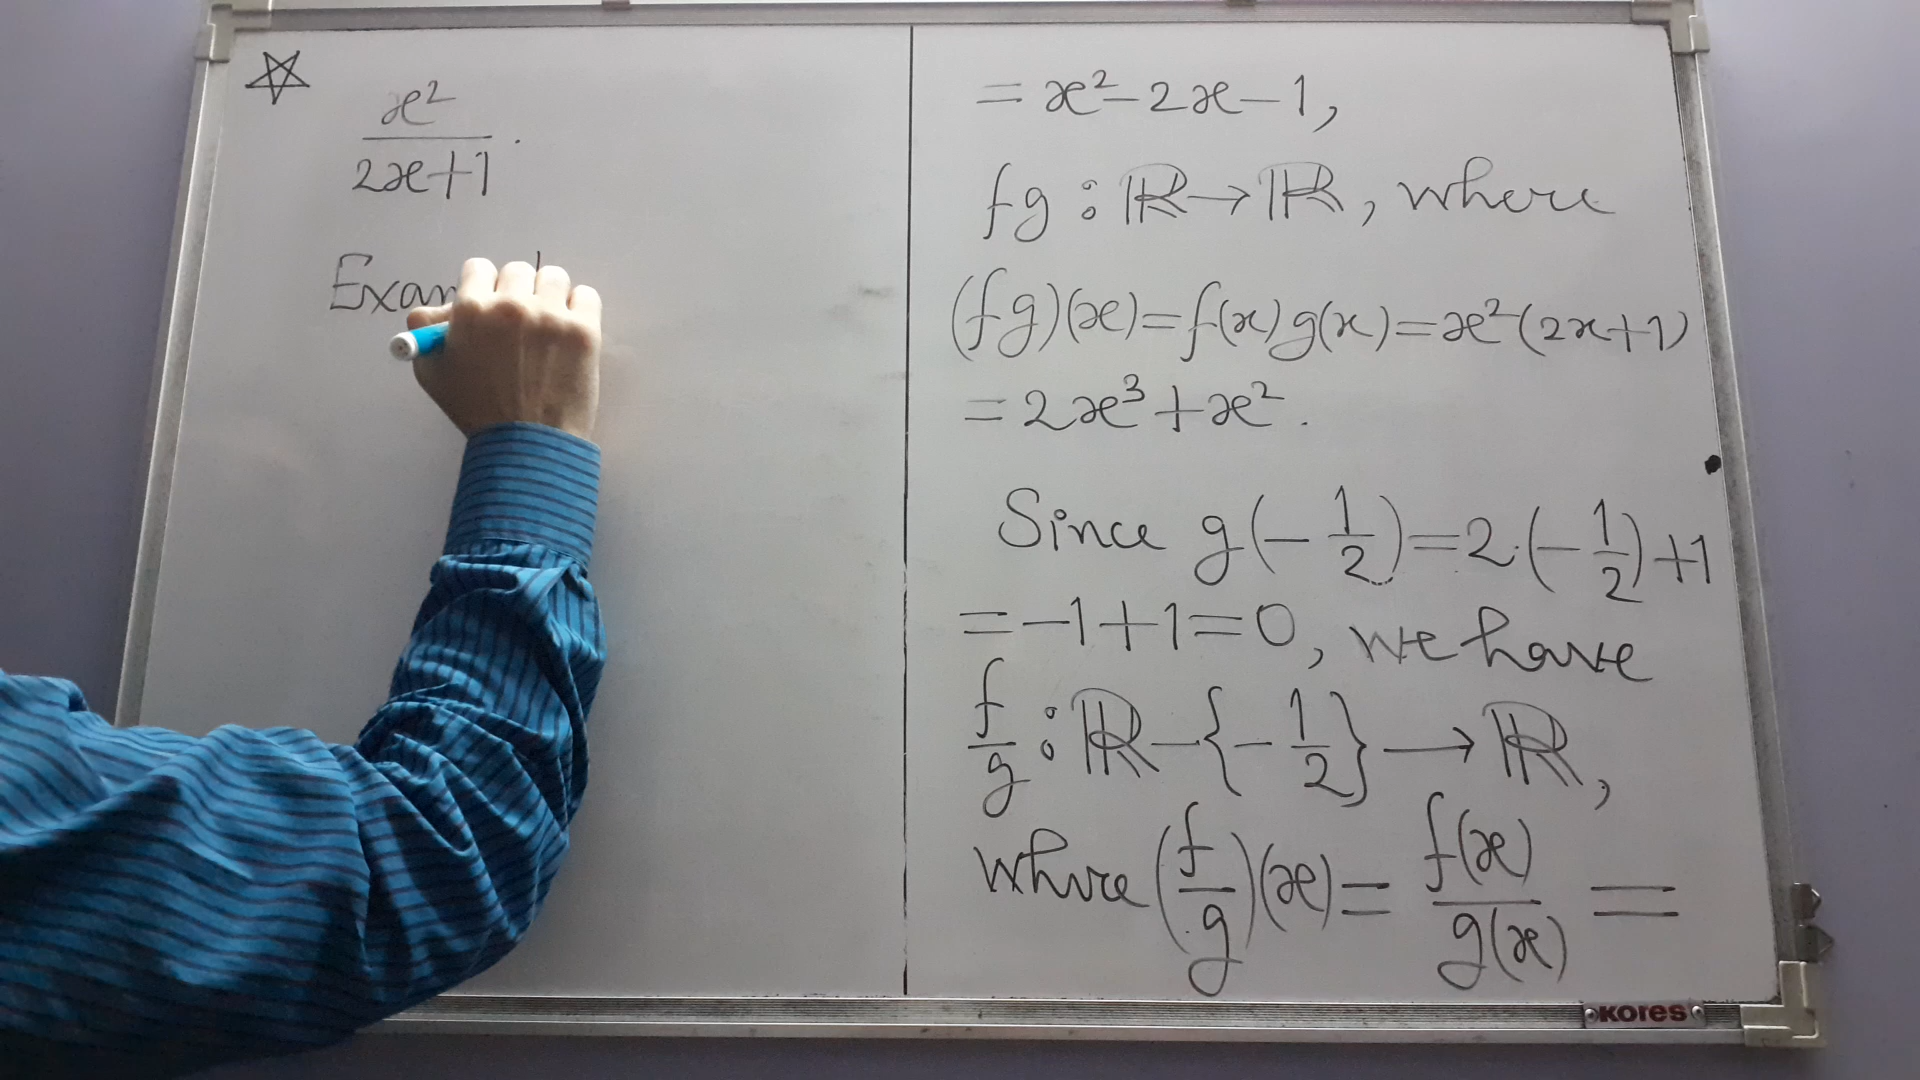 x²
2x+1 .
= x²-2x-1,
fg : ℝ→ℝ, where
(fg)(x)=f(x)g(x)=x²(2x+1)
=2x³+x².
Since g(-1/2)=2.(-1/2)+1
=-1+1=0, we have
f/g : ℝ-{-1/2}→ℝ,
where (f/g)(x)= f(x)/g(x) =
KORES